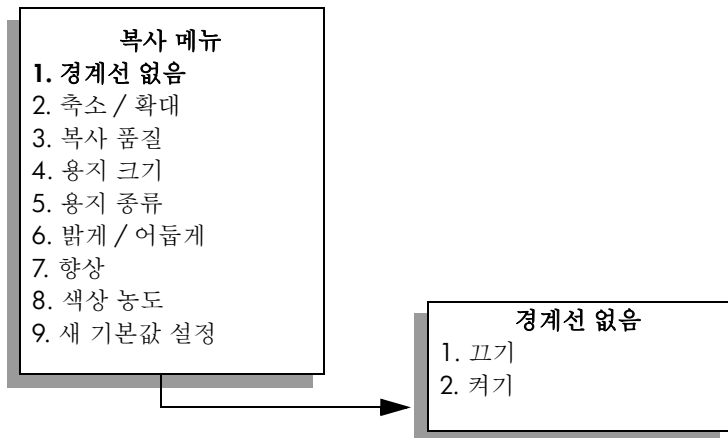 복사 메뉴
1. 경계선 없음
2. 축소 / 확대
3. 복사 품질
4. 용지 크기
5. 용지 종류
6. 밝게 / 어둡게
7. 향상
8. 색상 농도
9. 새 기본값 설정
경계선 없음
1. 끄기
2. 켜기